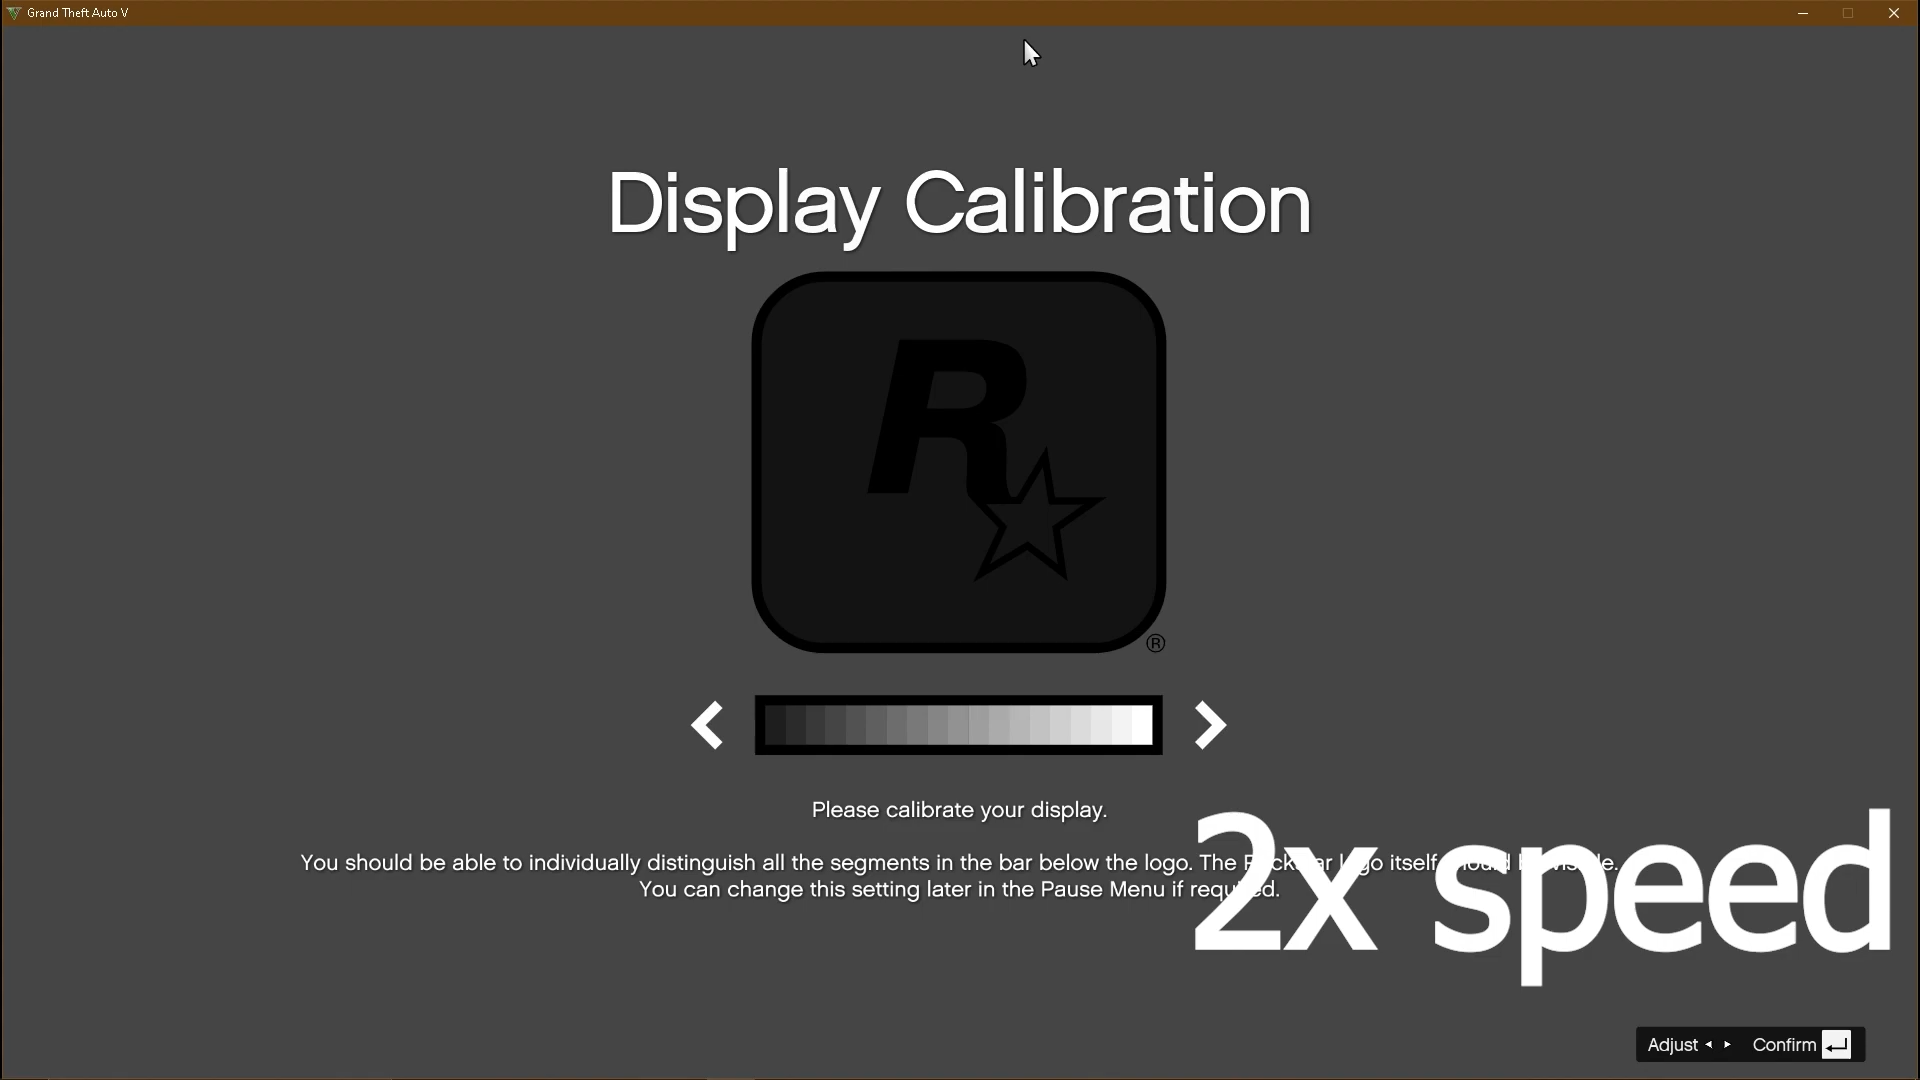 Grand Theft Auto V
Display Calibration
R
®
Please calibrate your display.
You should be able to individually distinguish all the segments in the bar below the logo. The logo itself
You can change this setting later in the Pause Menu if
2x speed
Adjust Confirm